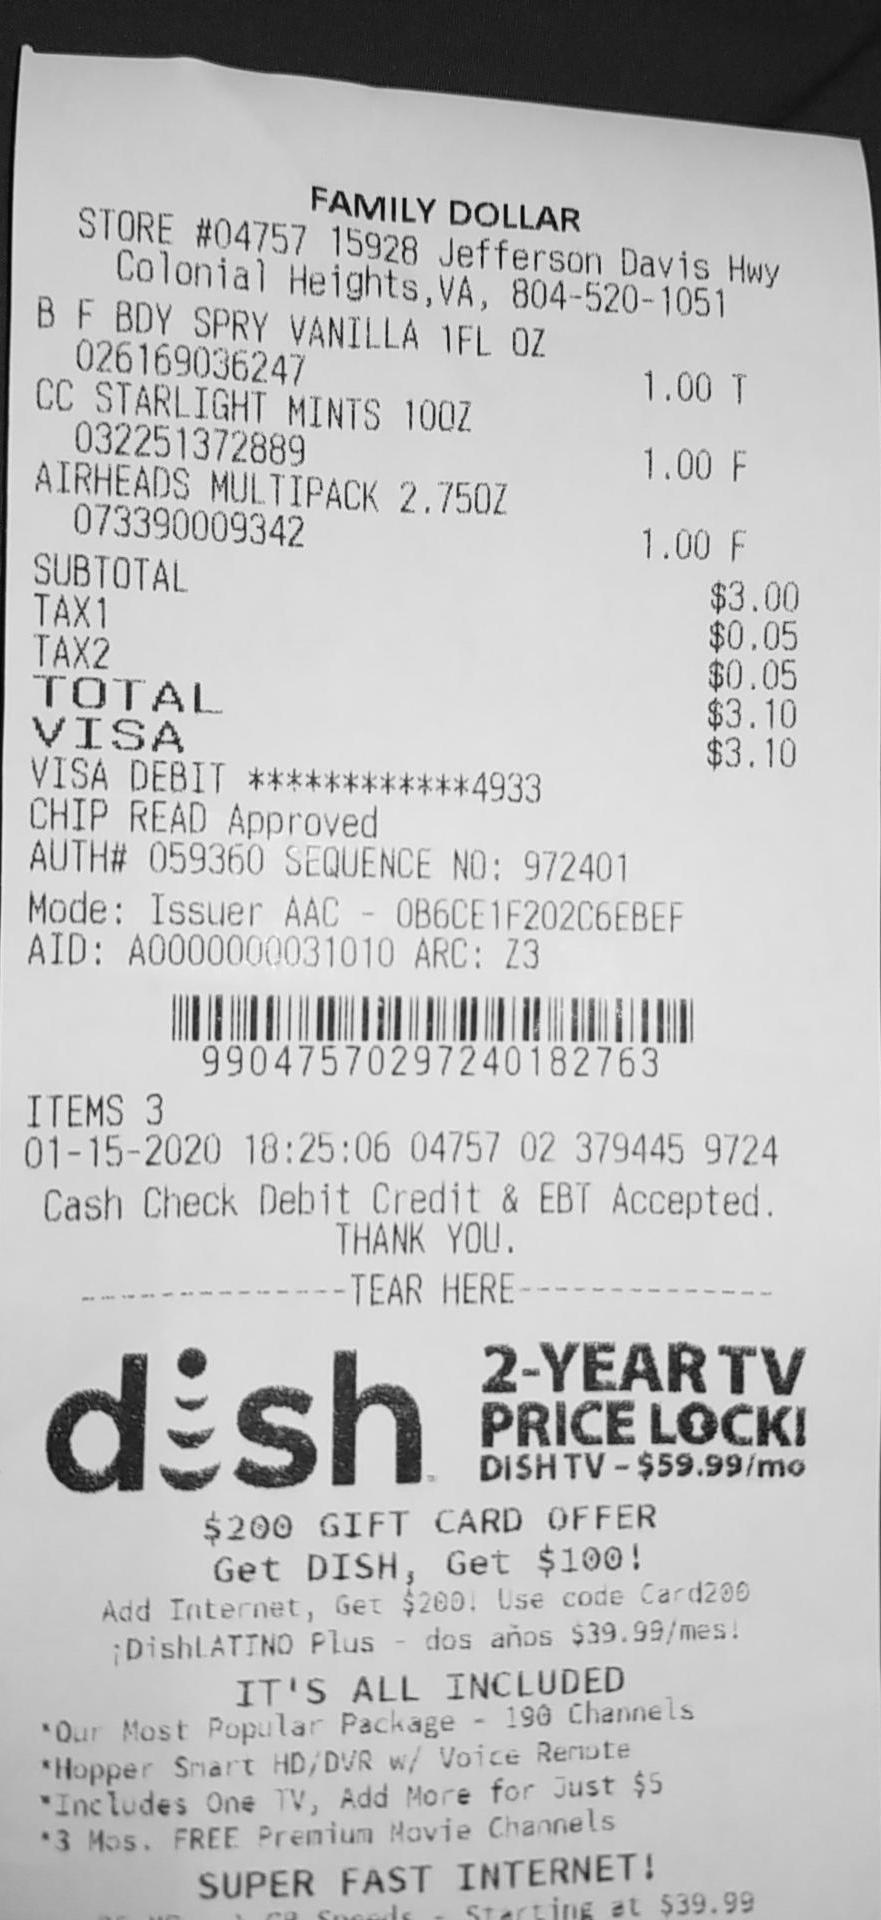 FAMILY DOLLAR
STORE #04757 15928 Jefferson Davis Hwy
Colonial Heights,VA, 804-520-1051
B F BDY SPRY VANILLA 1FL OZ
026169036247 1.00 T
CC STARLIGHT MINTS 10OZ
032251372889 1.00 F
AIRHEADS MULTIPACK 2.75OZ
073390009342 1.00 F
SUBTOTAL $3.00
TAX1 $0.05
TAX2 $0.05
TOTAL $3.10
VISA $3.10
VISA DEBIT ************4933
CHIP READ Approved
AUTH# 059360 SEQUENCE NO: 972401
Mode: Issuer AAC - 0B6CE1F202C6EBEF
AID: A0000000031010 ARC: Z3
99047570297240182763
ITEMS 3
01-15-2020 18:25:06 04757 02 379445 9724
Cash Check Debit Credit & EBT Accepted.
THANK YOU.
---------------TEAR HERE--------------
dish 2-YEAR TV
PRICE LOCK!
DISH TV - $59.99/mo
$200 GIFT CARD OFFER
Get DISH, Get $100!
Add Internet, Get $200! Use code Card200
¡DishLATINO Plus - dos años $39.99/mes!
IT'S ALL INCLUDED
*Our Most Popular Package - 190 Channels
*Hopper Smart HD/DVR w/ Voice Remote
*Includes One TV, Add More for Just $5
*3 Mos. FREE Premium Movie Channels
SUPER FAST INTERNET!
Speeds - Starting at $39.99